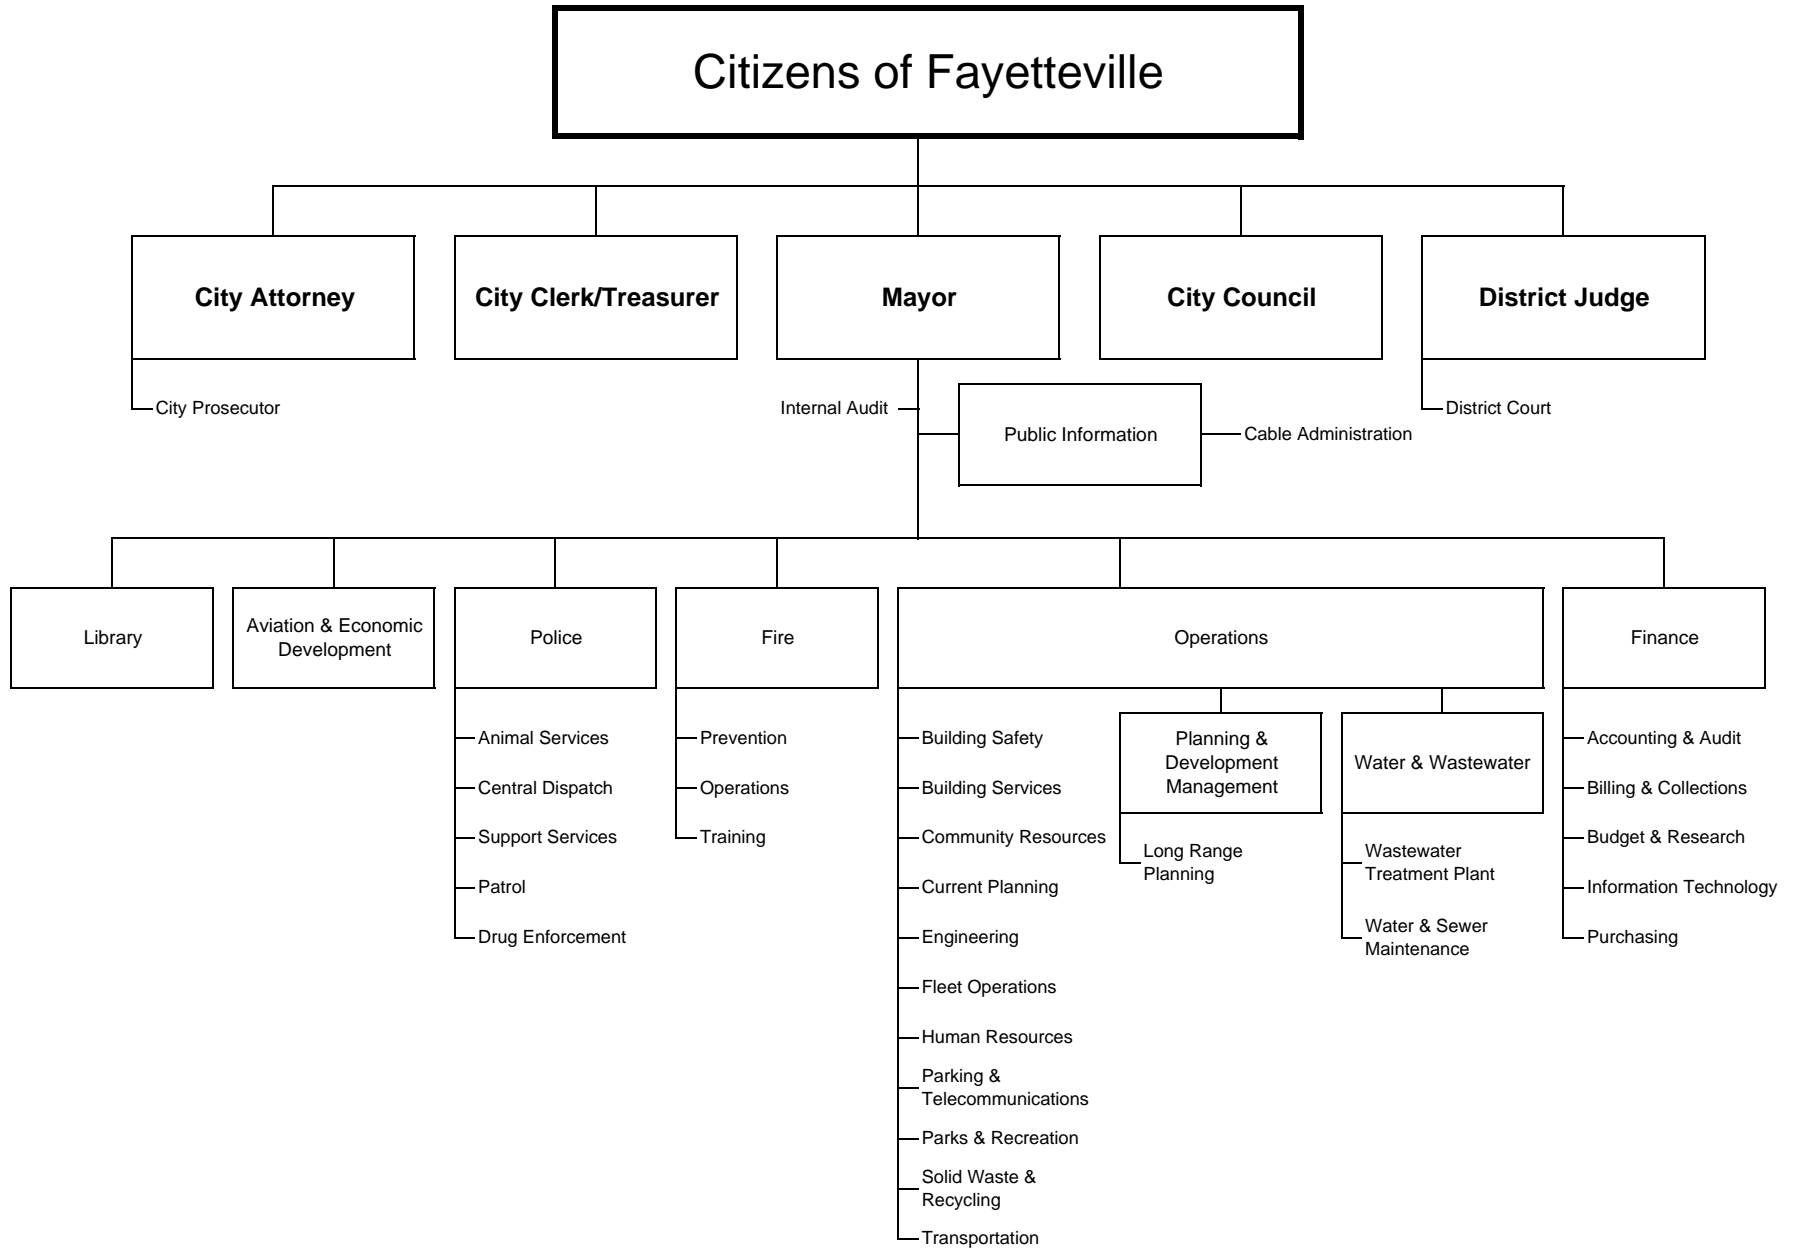 Citizens of Fayetteville
City Attorney
City Clerk/Treasurer
Mayor
City Council
District Judge
City Prosecutor
Internal Audit
District Court
Public Information
Cable Administration
Library
Aviation & Economic
Development
Police
Fire
Operations
Finance
Animal Services
Central Dispatch
Support Services
Patrol
Drug Enforcement
Prevention
Operations
Training
Building Safety
Building Services
Community Resources
Current Planning
Engineering
Fleet Operations
Human Resources
Parking &
Telecommunications
Parks & Recreation
Solid Waste &
Recycling
Transportation
Planning &
Development
Management
Long Range
Planning
Water & Wastewater
Wastewater
Treatment Plant
Water & Sewer
Maintenance
Accounting & Audit
Billing & Collections
Budget & Research
Information Technology
Purchasing